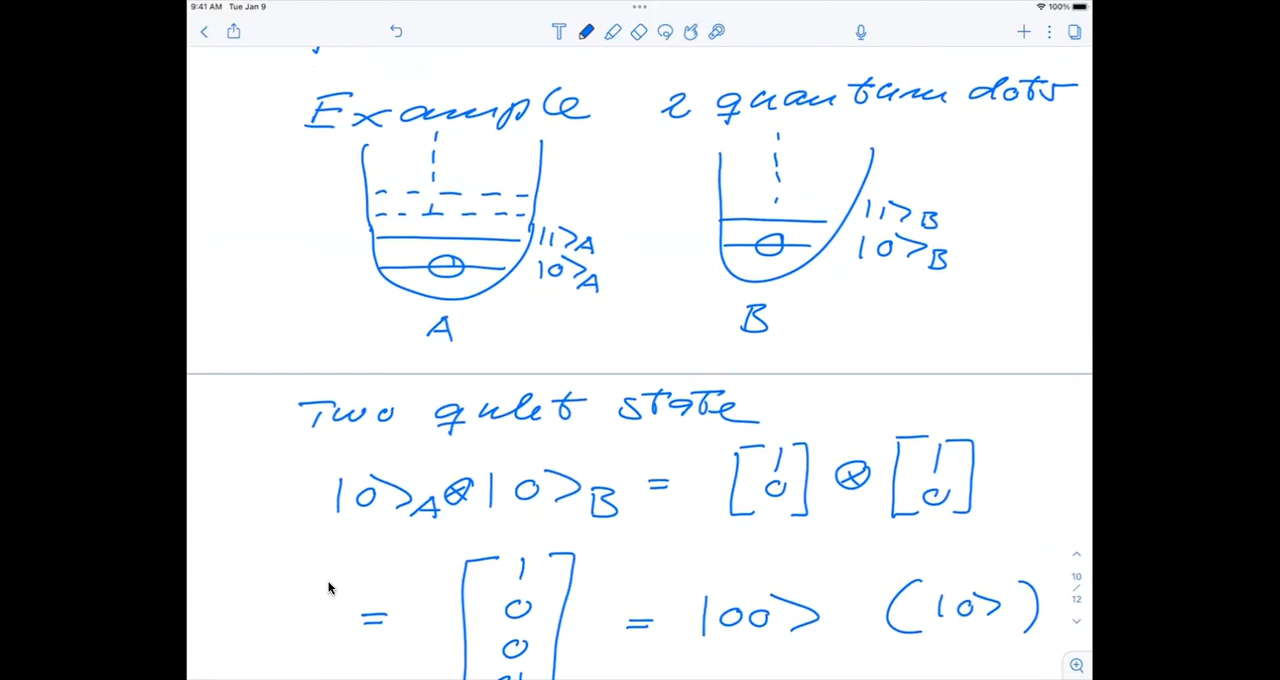 9:41 AM Tue Jan 9
100%
Example 2 quantum dots
|1>A
|0>A
|1>B
|0>B
A
B
Two qubit state
|0>A ⊗ |0>B = [1 0] ⊗ [1 0]
= [1 0 0 = |00> (|0>)
10
/
12